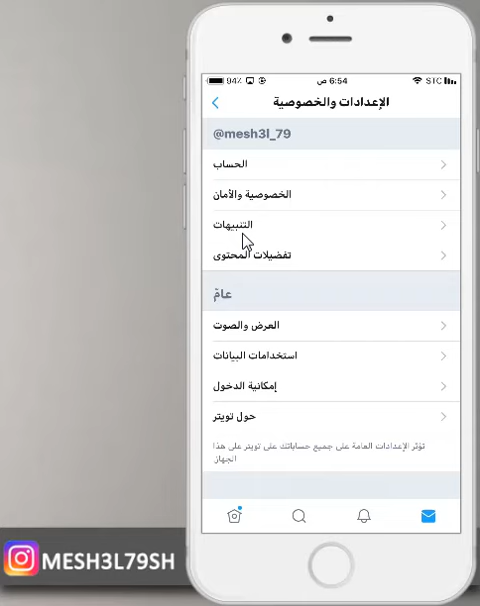 94٪ 6:54 ص STC
الإعدادات والخصوصية
@mesh3l_79
الحساب
الخصوصية والأمان
التنبيهات
تفضيلات المحتوى
عامّ
العرض والصوت
استخدامات البيانات
إمكانية الدخول
حول تويتر
تؤثر الإعدادات العامة على جميع حساباتك على تويتر على هذا
الجهاز.
MESH3L79SH